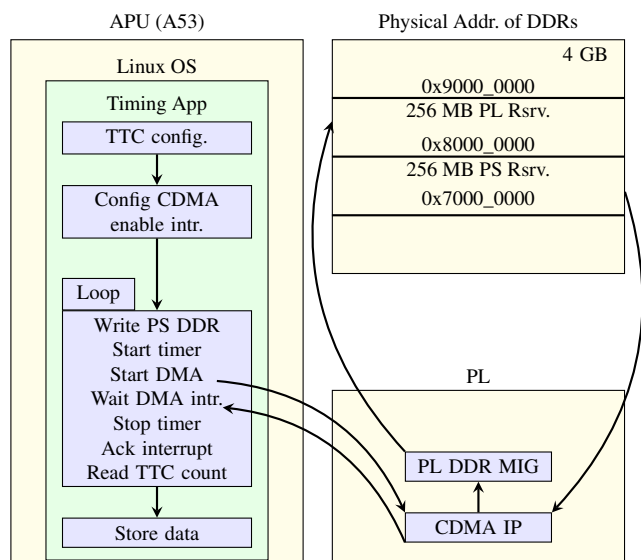 APU (A53)
Linux OS
Timing App
TTC config.
Config CDMA
enable intr.
Loop
Write PS DDR
Start timer
Start DMA
Wait DMA intr.
Stop timer
Ack interrupt
Read TTC count
Store data
Physical Addr. of DDRs
4 GB
0x9000_0000
256 MB PL Rsrv.
0x8000_0000
256 MB PS Rsrv.
0x7000_0000
PL
PL DDR MIG
CDMA IP